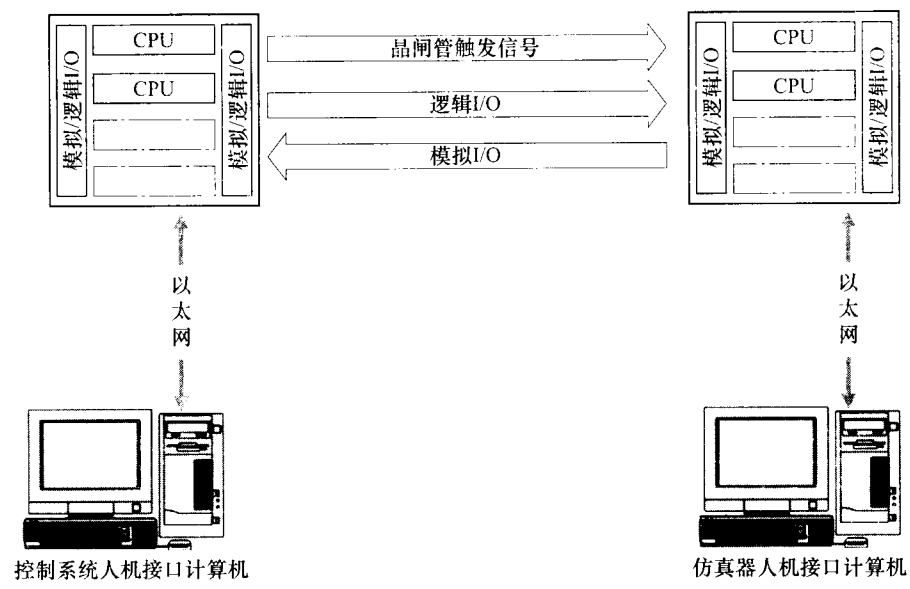 模拟/逻辑I/O
CPU
CPU
模拟/逻辑I/O
晶闸管触发信号
逻辑I/O
模拟I/O
模拟/逻辑I/O
CPU
CPU
模拟/逻辑I/O
以太网
以太网
控制系统人机接口计算机
仿真器人机接口计算机